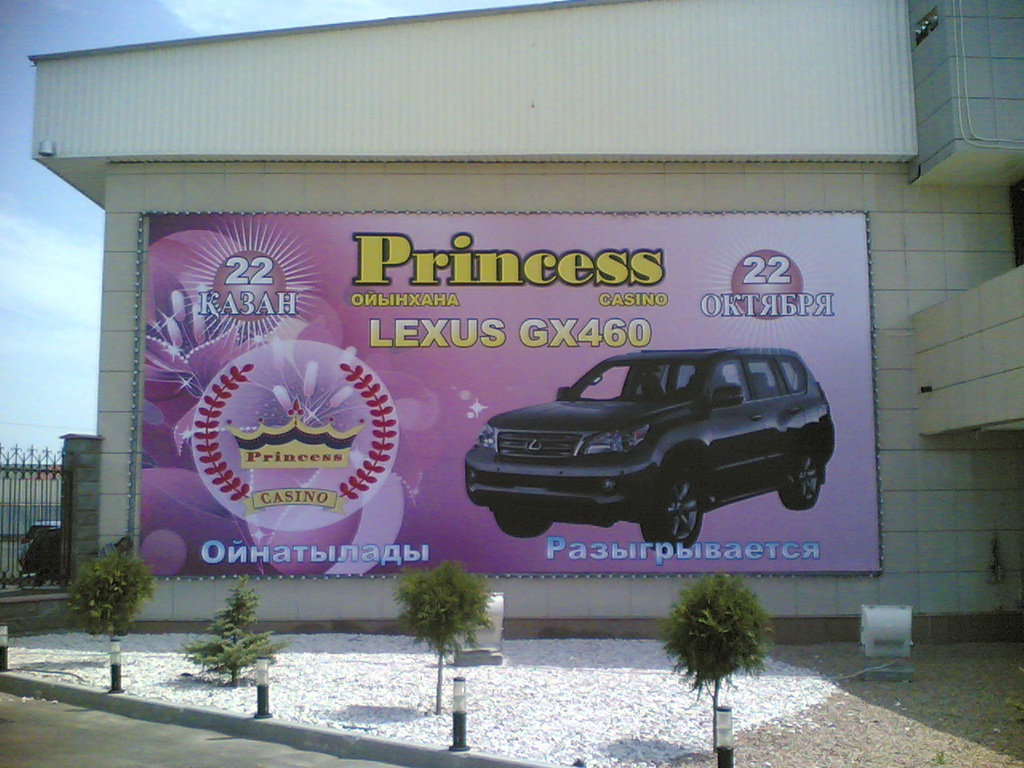 22
ҚАЗАН
Princess
ОЙЫНХАНА CASINO
LEXUS GX460
22
ОКТЯБРЯ
Princess
CASINO
Ойнатылады
Разыгрывается